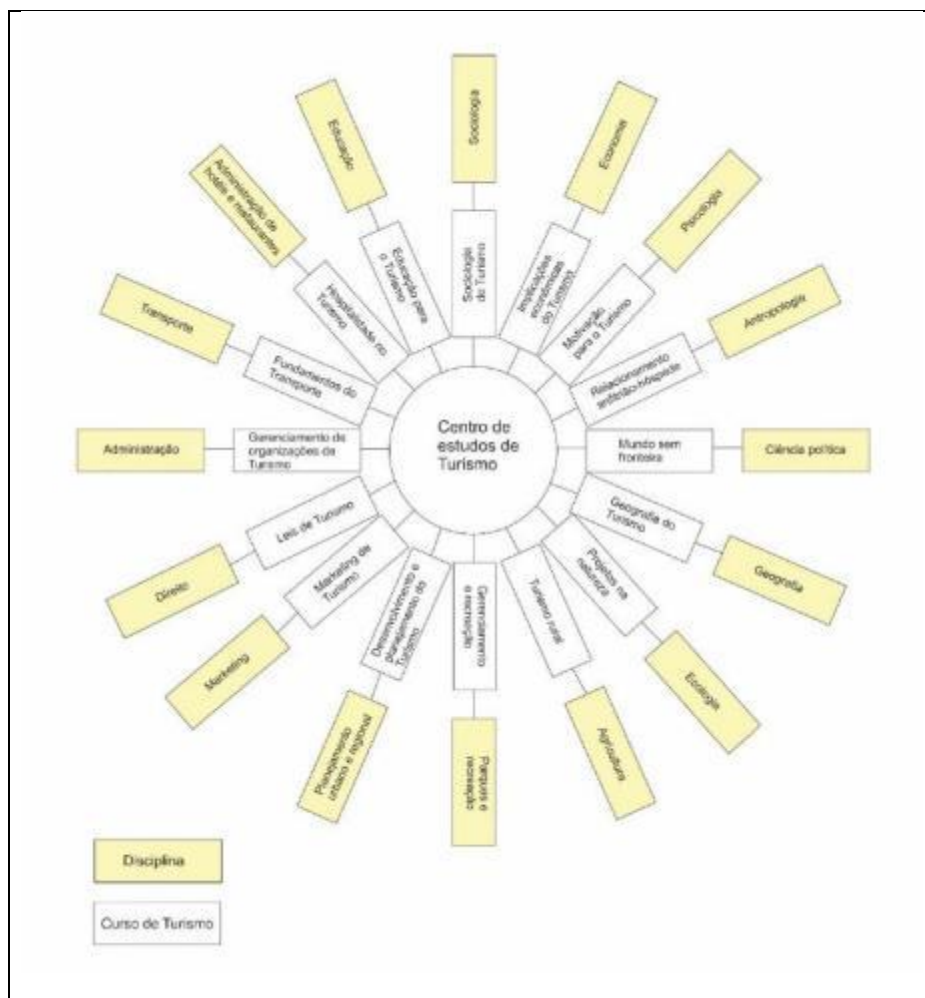 Sociologia
Sociologia
do Turismo
Economia
Implicações
econômicas
do Turismo
Psicologia
Motivação
para o Turismo
Antropologia
Relacionamento
anfitrião-hóspede
Ciência política
Mundo sem
fronteira
Geografia
Geografia do
Turismo
Ecologia
Projetos na
natureza
Agricultura
Turismo rural
Parques e
recreação
Gerenciamento
e recreação
Planejamento
urbano e regional
Desenvolvimento e
planejamento do
Turismo
Marketing
Marketing de
Turismo
Direito
Leis de Turismo
Administração
Gerenciamento de
organizações de
Turismo
Transporte
Fundamentos do
Transporte
Administração de
hotéis e restaurantes
Hospitalidade no
Turismo
Educação
Educação para
o Turismo
Centro de
estudos de
Turismo
Disciplina
Curso de Turismo